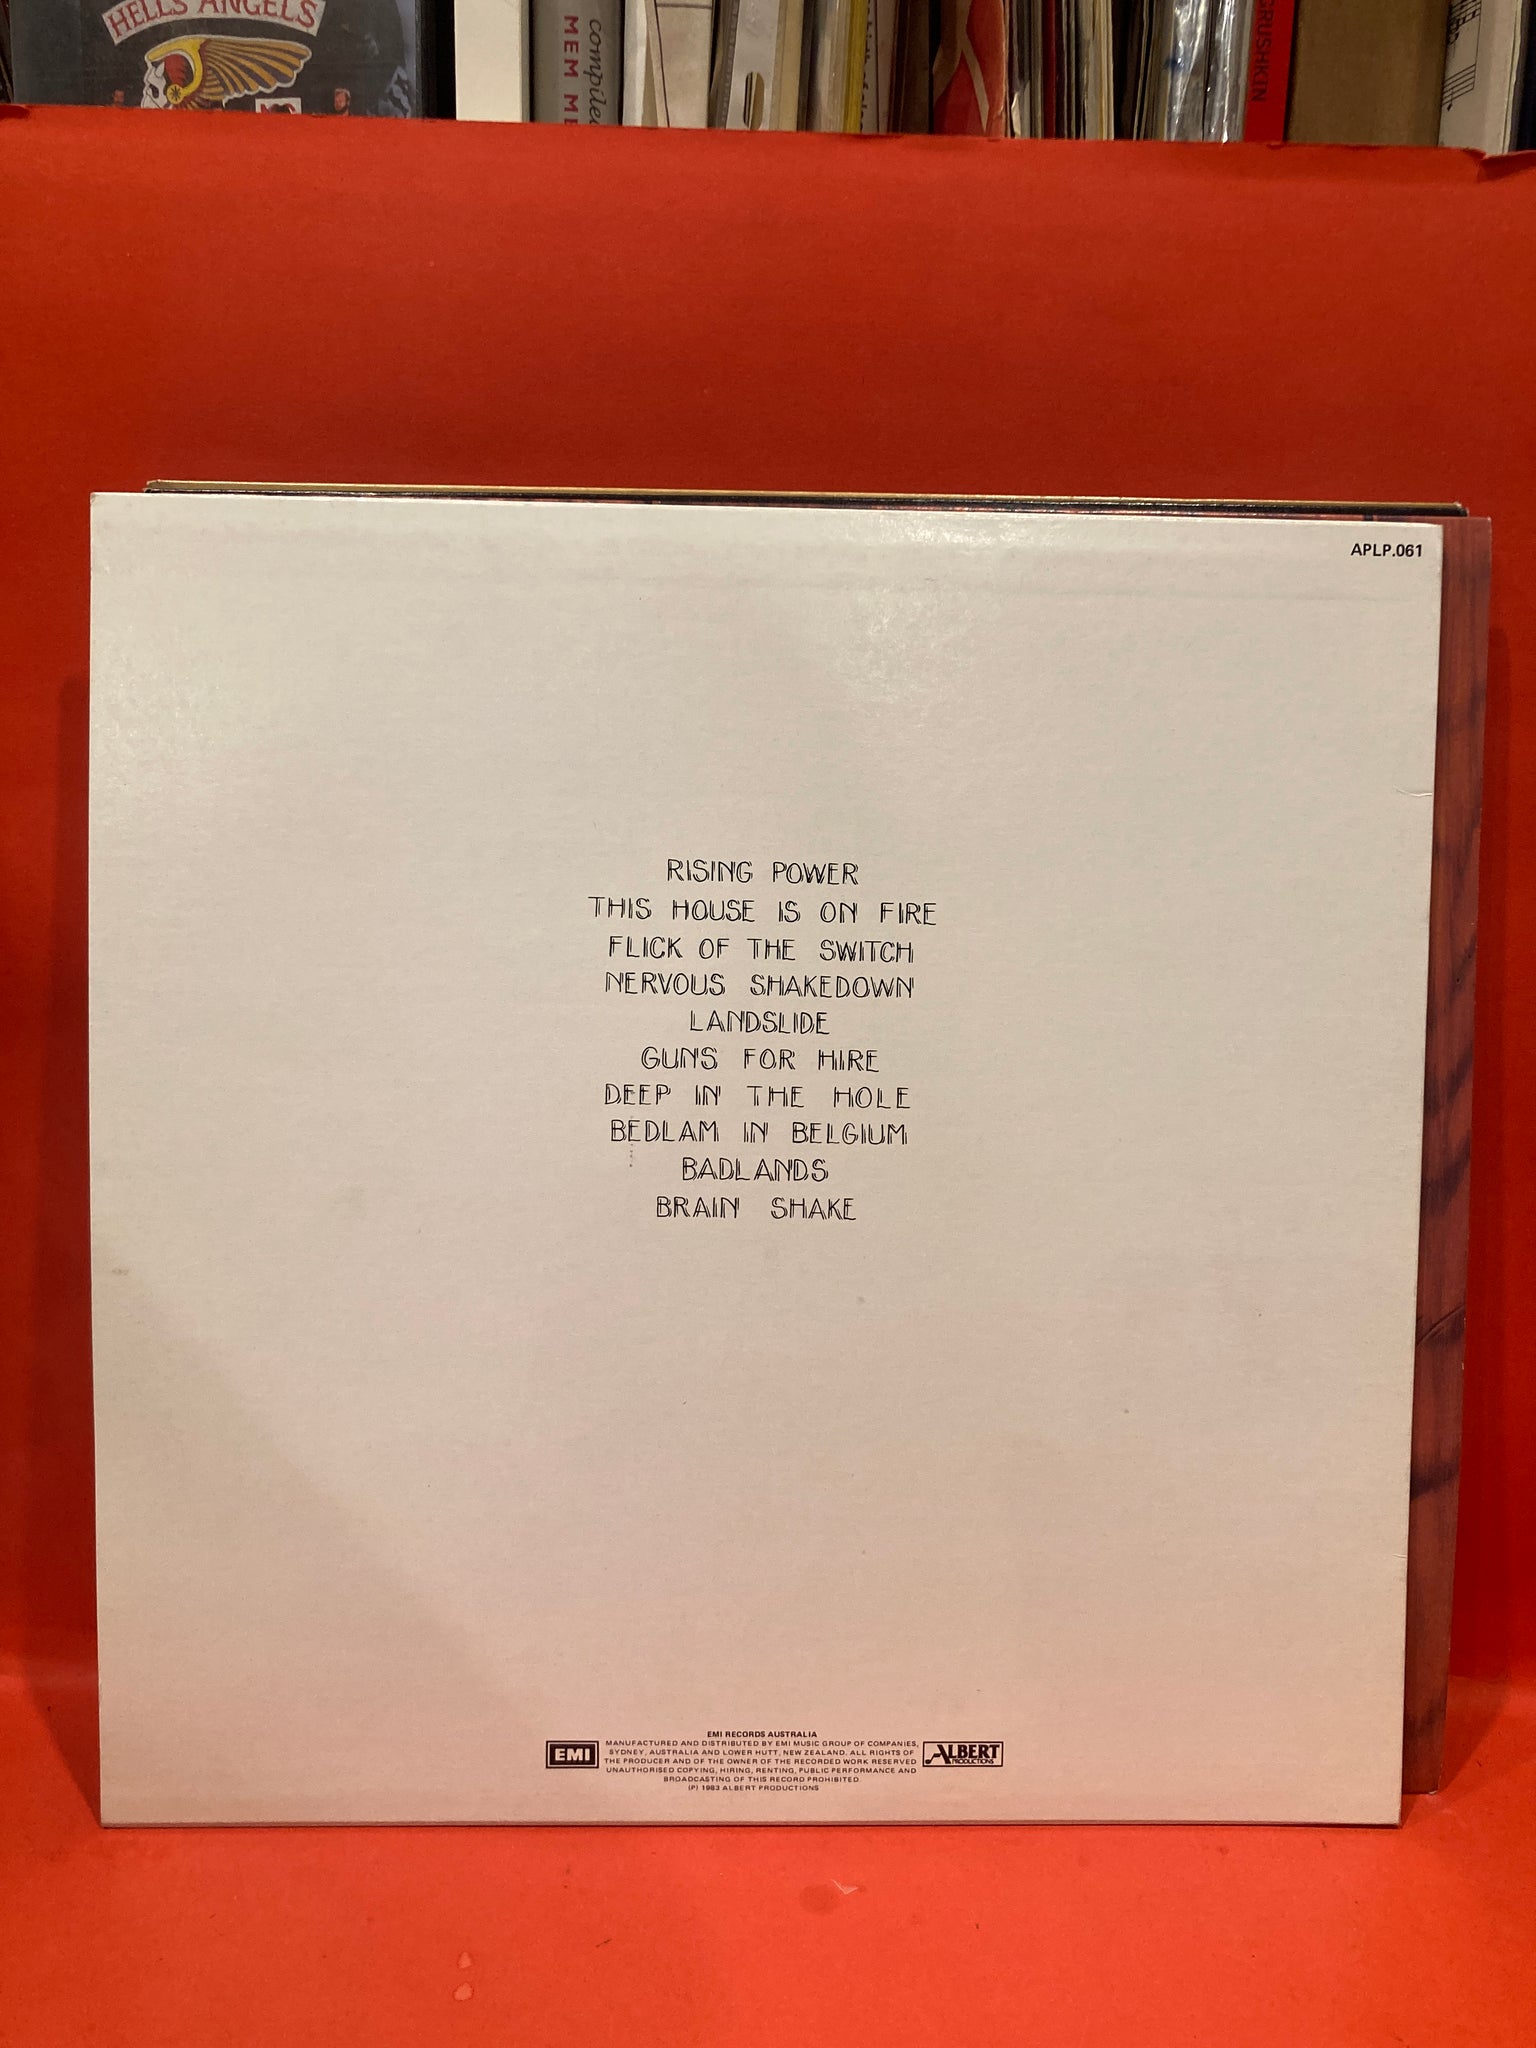 HELLS ANGELS
compiled
MEM ME
CRUSHKIN
APLP.061
RISING POWER
THIS HOUSE IS ON FIRE
FLICK OF THE SWITCH
NERVOUS SHAKEDOWN
LANDSLIDE
GUNS FOR HIRE
DEEP IN THE HOLE
BEDLAM IN BELGIUM
BADLANDS
BRAIN SHAKE
EMI
EMI RECORDS AUSTRALIA
MANUFACTURED AND DISTRIBUTED BY EMI MUSIC GROUP OF COMPANIES,
SYDNEY, AUSTRALIA AND LOWER HUTT, NEW ZEALAND. ALL RIGHTS OF
THE PRODUCER AND OF THE OWNER OF THE RECORDED WORK RESERVED
UNAUTHORISED COPYING, HIRING, RENTING, PUBLIC PERFORMANCE AND
BROADCASTING OF THIS RECORD PROHIBITED
(P) 1983 ALBERT PRODUCTIONS
ALBERT
PRODUCTIONS